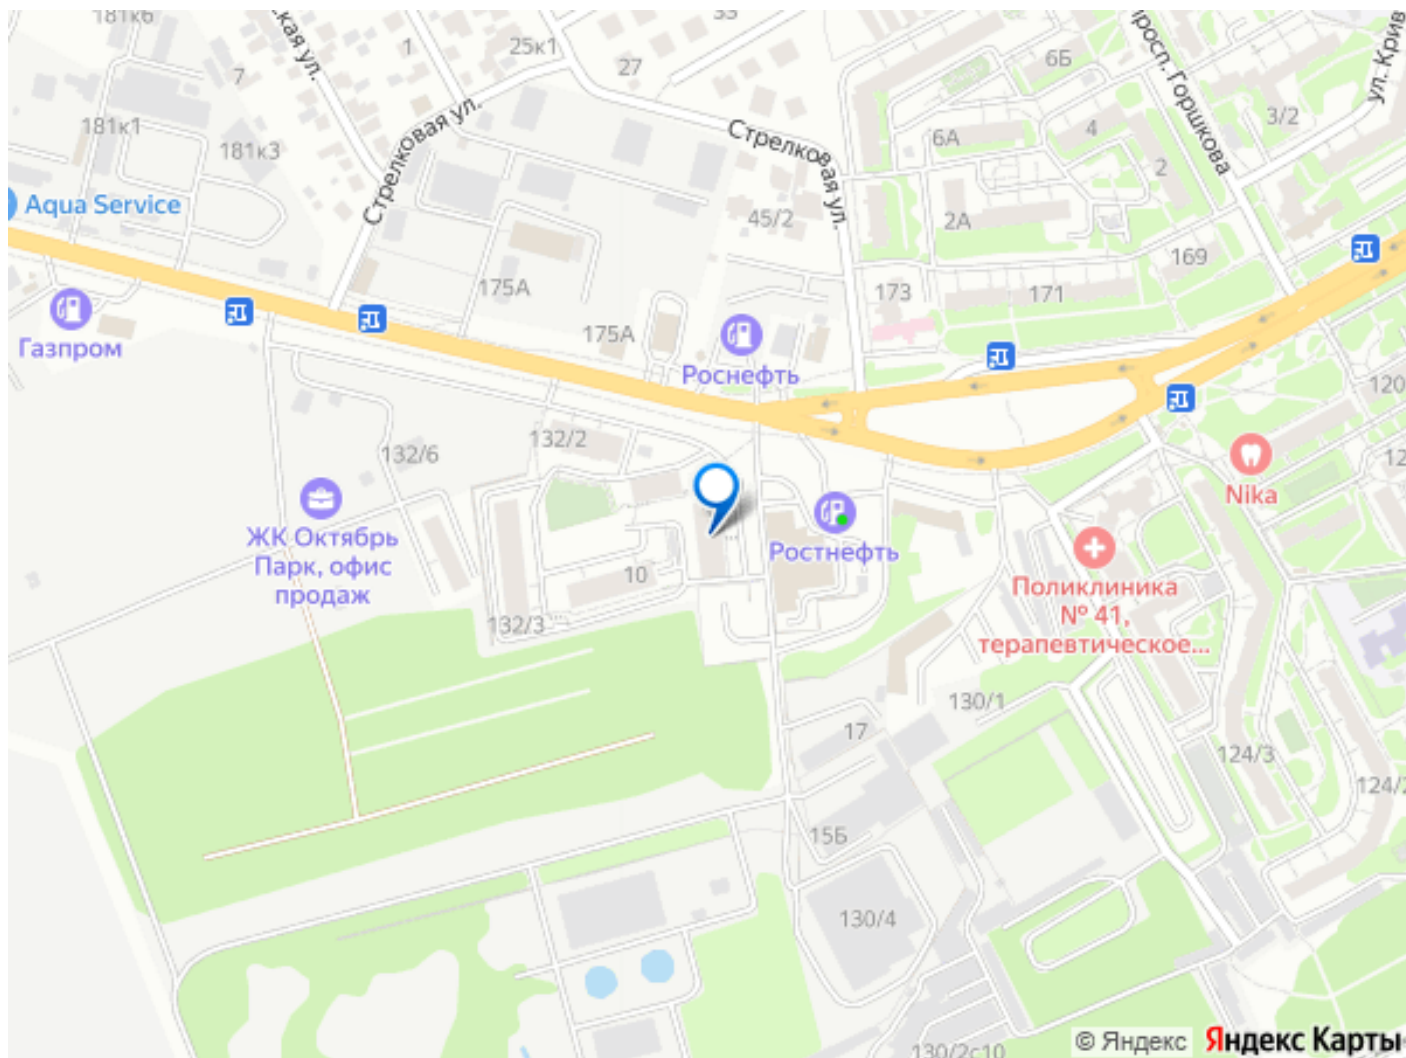 181к6
ская ул.
1
25к1
33
27
6Б
просп. Горшкова
ул. Крив
3/2
7
181к1
181к3
Стрелковая ул.
Стрелковая ул.
6А
4
2
Aqua Service
45/2
2А
169
175А
173
171
Газпром
175А
Роснефть
120
132/2
132/6
Nika
ЖК Октябрь
Парк, офис
продаж
10
Ростнефть
Поликлиника
№ 41,
терапевтическое...
132/3
130/1
17
124/3
124/2
15Б
130/4
130/2с10
© Яндекс
Яндекс Карты